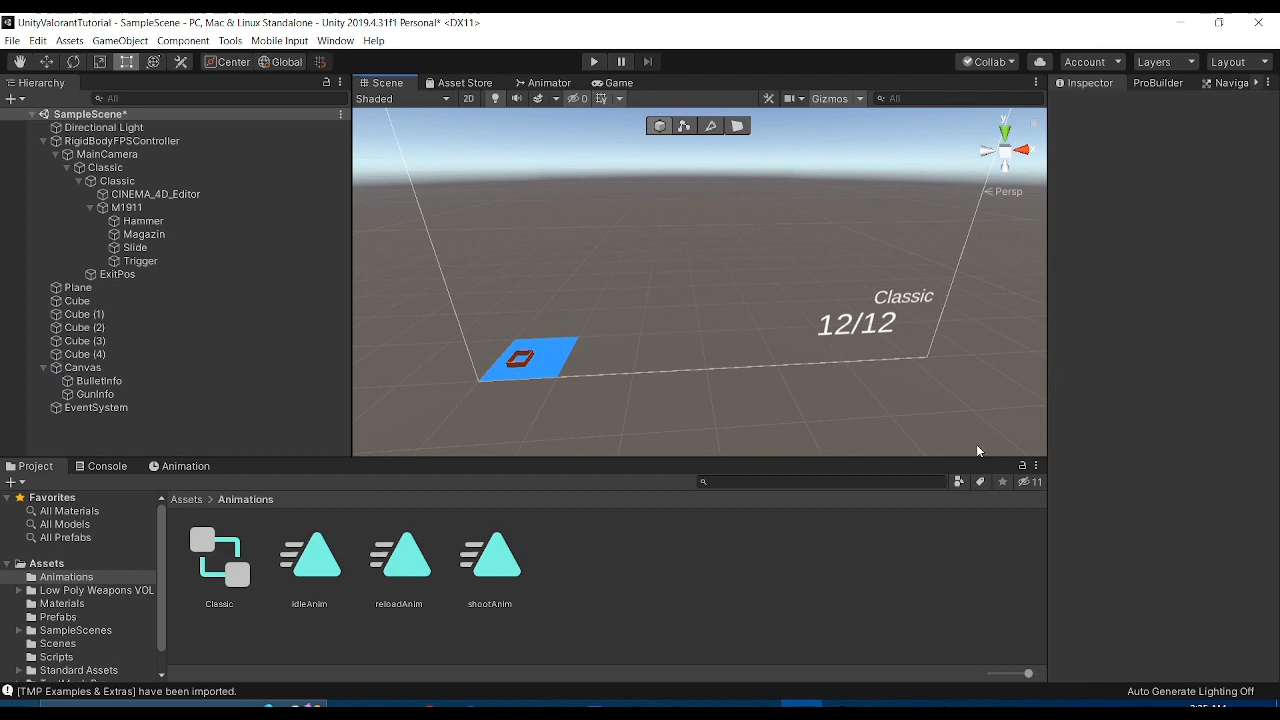 UnityValorantTutorial - SampleScene - PC, Mac & Linux Standalone - Unity 2019.4.31f1 Personal* <DX11>
File Edit Assets GameObject Component Tools Mobile Input Window Help
Center Global Collab Account Layers Layout
Hierarchy
All
SampleScene*
Directional Light
RigidBodyFPSController
MainCamera
Classic
Classic
CINEMA_4D_Editor
M1911
Hammer
Magazin
Slide
Trigger
ExitPos
Plane
Cube
Cube (1)
Cube (2)
Cube (3)
Cube (4)
Canvas
BulletInfo
GunInfo
EventSystem
Scene Asset Store Animator Game
Shaded 2D 0 Gizmos All
y
Persp
Classic
12/12
Inspector ProBuilder Naviga
Project Console Animation
11
Favorites
All Materials
All Models
All Prefabs
Assets
Animations
Low Poly Weapons VOL
Materials
Prefabs
SampleScenes
Scenes
Scripts
Standard Assets
Assets > Animations
Classic idleAnim reloadAnim shootAnim
[TMP Examples & Extras] have been imported.
Auto Generate Lighting Off